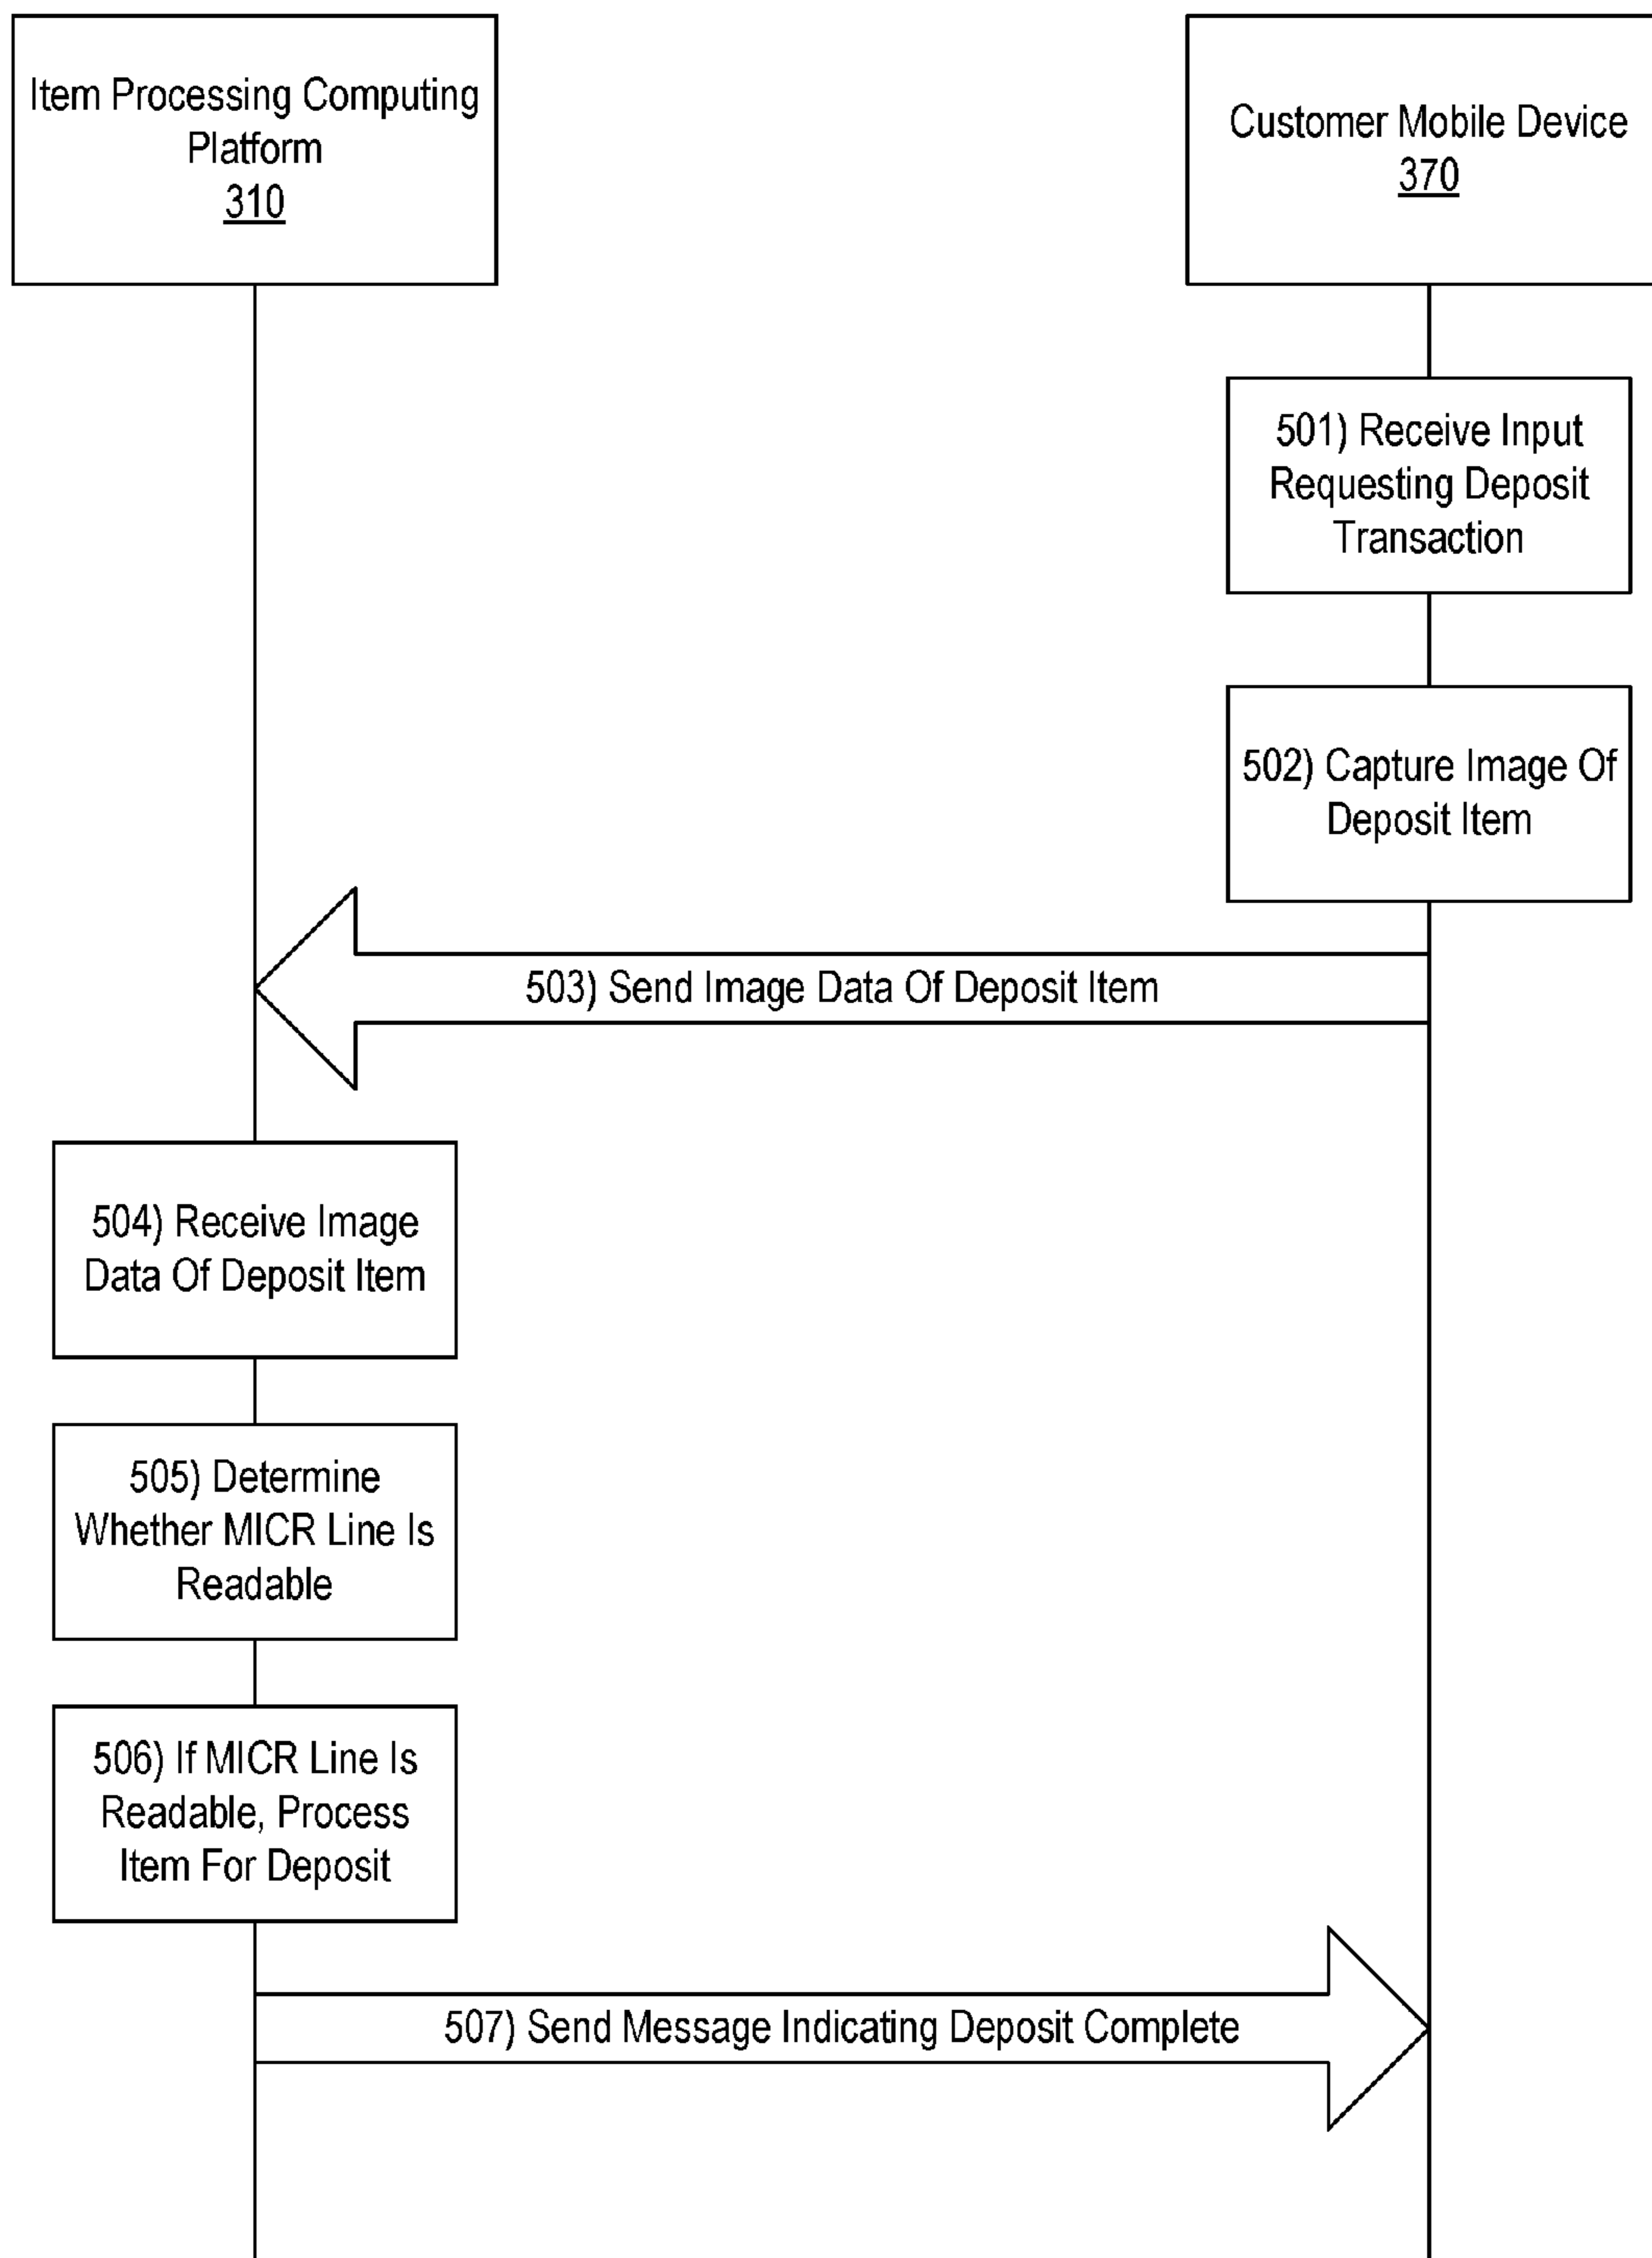 Item Processing Computing
Platform
310
Customer Mobile Device
370
501) Receive Input
Requesting Deposit
Transaction
502) Capture Image Of
Deposit Item
503) Send Image Data Of Deposit Item
504) Receive Image
Data Of Deposit Item
505) Determine
Whether MICR Line Is
Readable
506) If MICR Line Is
Readable, Process
Item For Deposit
507) Send Message Indicating Deposit Complete